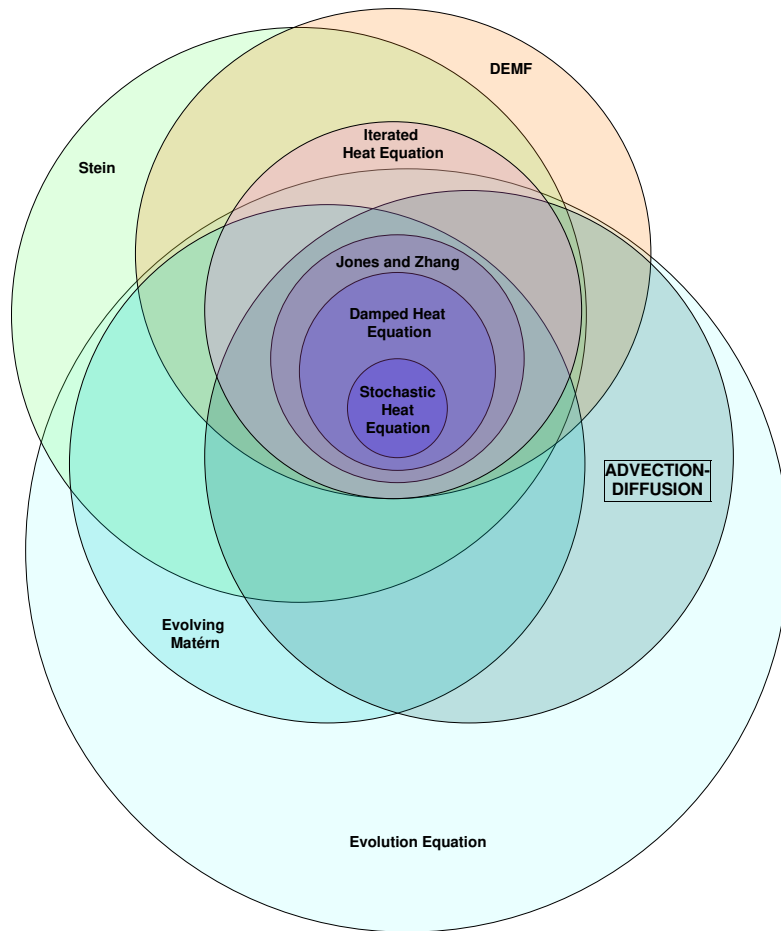 DEMF
Iterated
Heat Equation
Stein
Jones and Zhang
Damped Heat
Equation
Stochastic
Heat
Equation
ADVECTION-
DIFFUSION
Evolving
Matérn
Evolution Equation